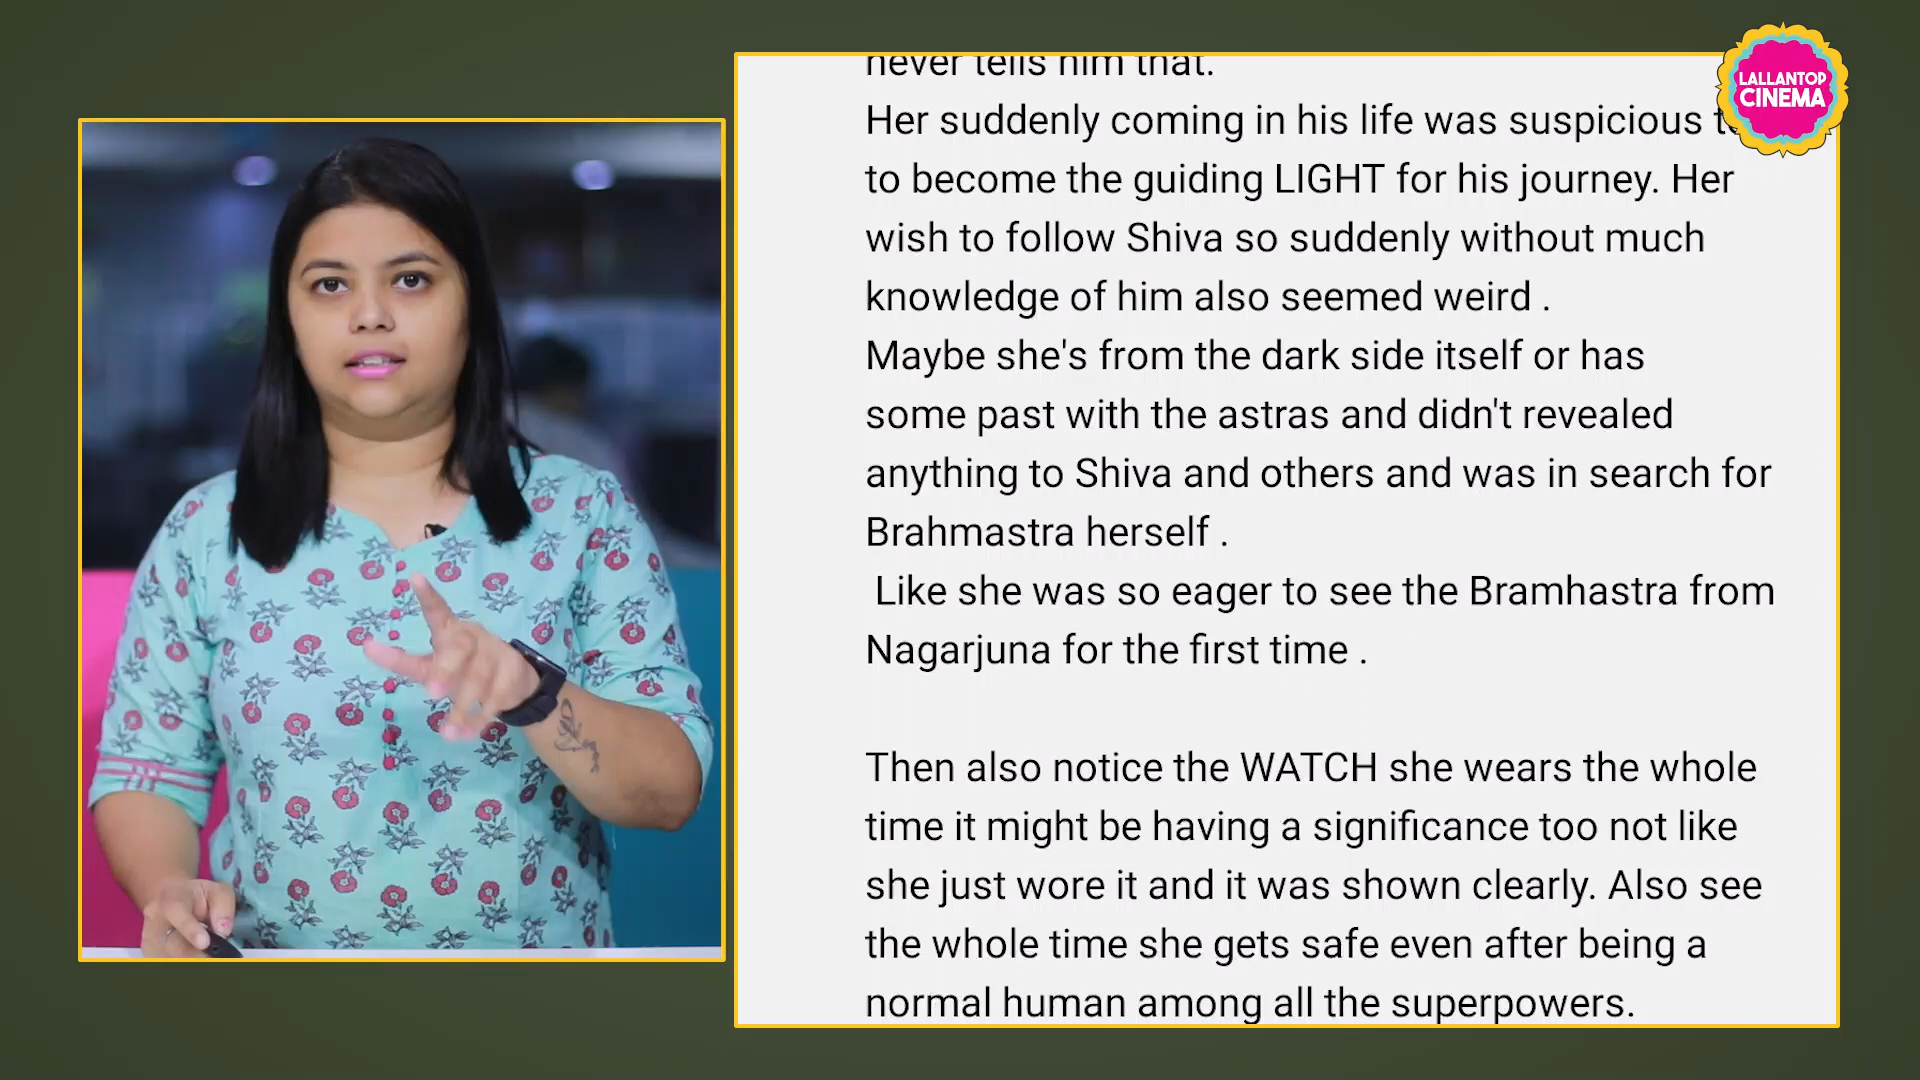 LALLANTOP
CINEMA
never tells him that.
Her suddenly coming in his life was suspicious
to become the guiding LIGHT for his journey. Her
wish to follow Shiva so suddenly without much
knowledge of him also seemed weird .
Maybe she's from the dark side itself or has
some past with the astras and didn't revealed
anything to Shiva and others and was in search for
Brahmastra herself .
Like she was so eager to see the Bramhastra from
Nagarjuna for the first time .
Then also notice the WATCH she wears the whole
time it might be having a significance too not like
she just wore it and it was shown clearly. Also see
the whole time she gets safe even after being a
normal human among all the superpowers.